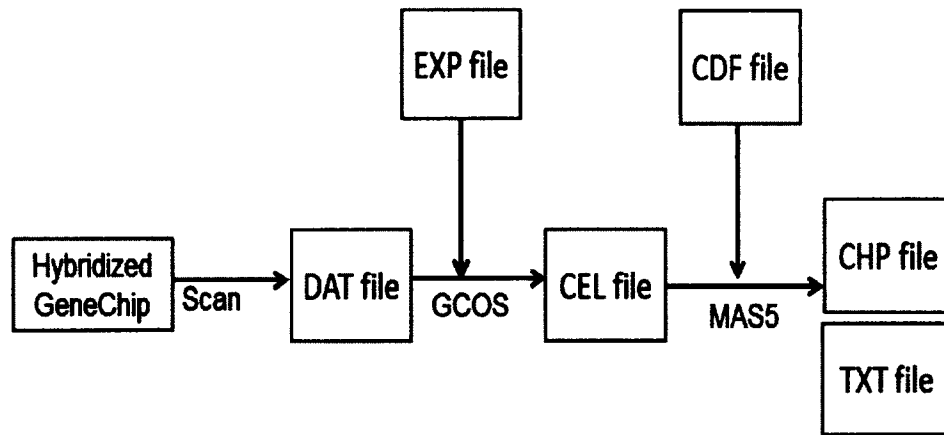 EXP file
CDF file
Hybridized
GeneChip
Scan
DAT file
GCOS
CEL file
MAS5
CHP file
TXT file